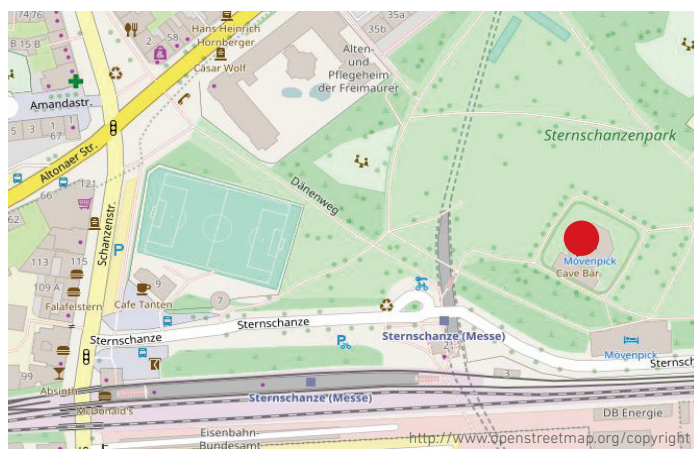 35a
35b
Hans Heinrich
Hornberger
Cäsar Wolf
B 15 B
2
58
Alten-
und
Pflegeheim
der Freimaurer
Amandastr.
5
3
1
67
Altonaer Str.
Sternschanzenpark
Dänenweg
121
66
62
Schanzenstr.
P
113
115
109 A
9
7
Mövenpick
Cave Bar
Falafelstern
Cafe Tanten
Sternschanze
Sternschanze
Sternschanze (Messe)
21
P
Mövenpick
Sternsch
99
3
Absinth
Sternschanze (Messe)
McDonald's
DB Energie
Eisenbahn-
Bundesamt
http://www.openstreetmap.org/copyright